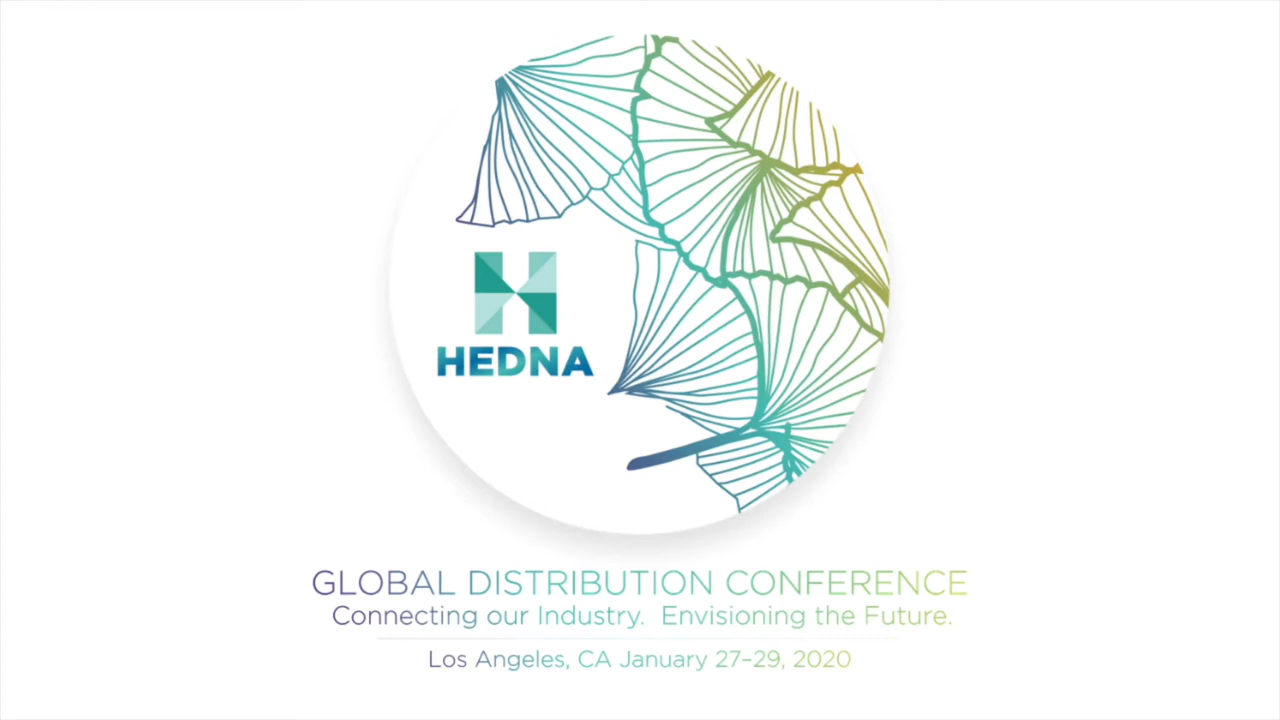 HEDNA
GLOBAL DISTRIBUTION CONFERENCE
Connecting our Industry.  Envisioning the Future.
Los Angeles, CA January 27–29, 2020